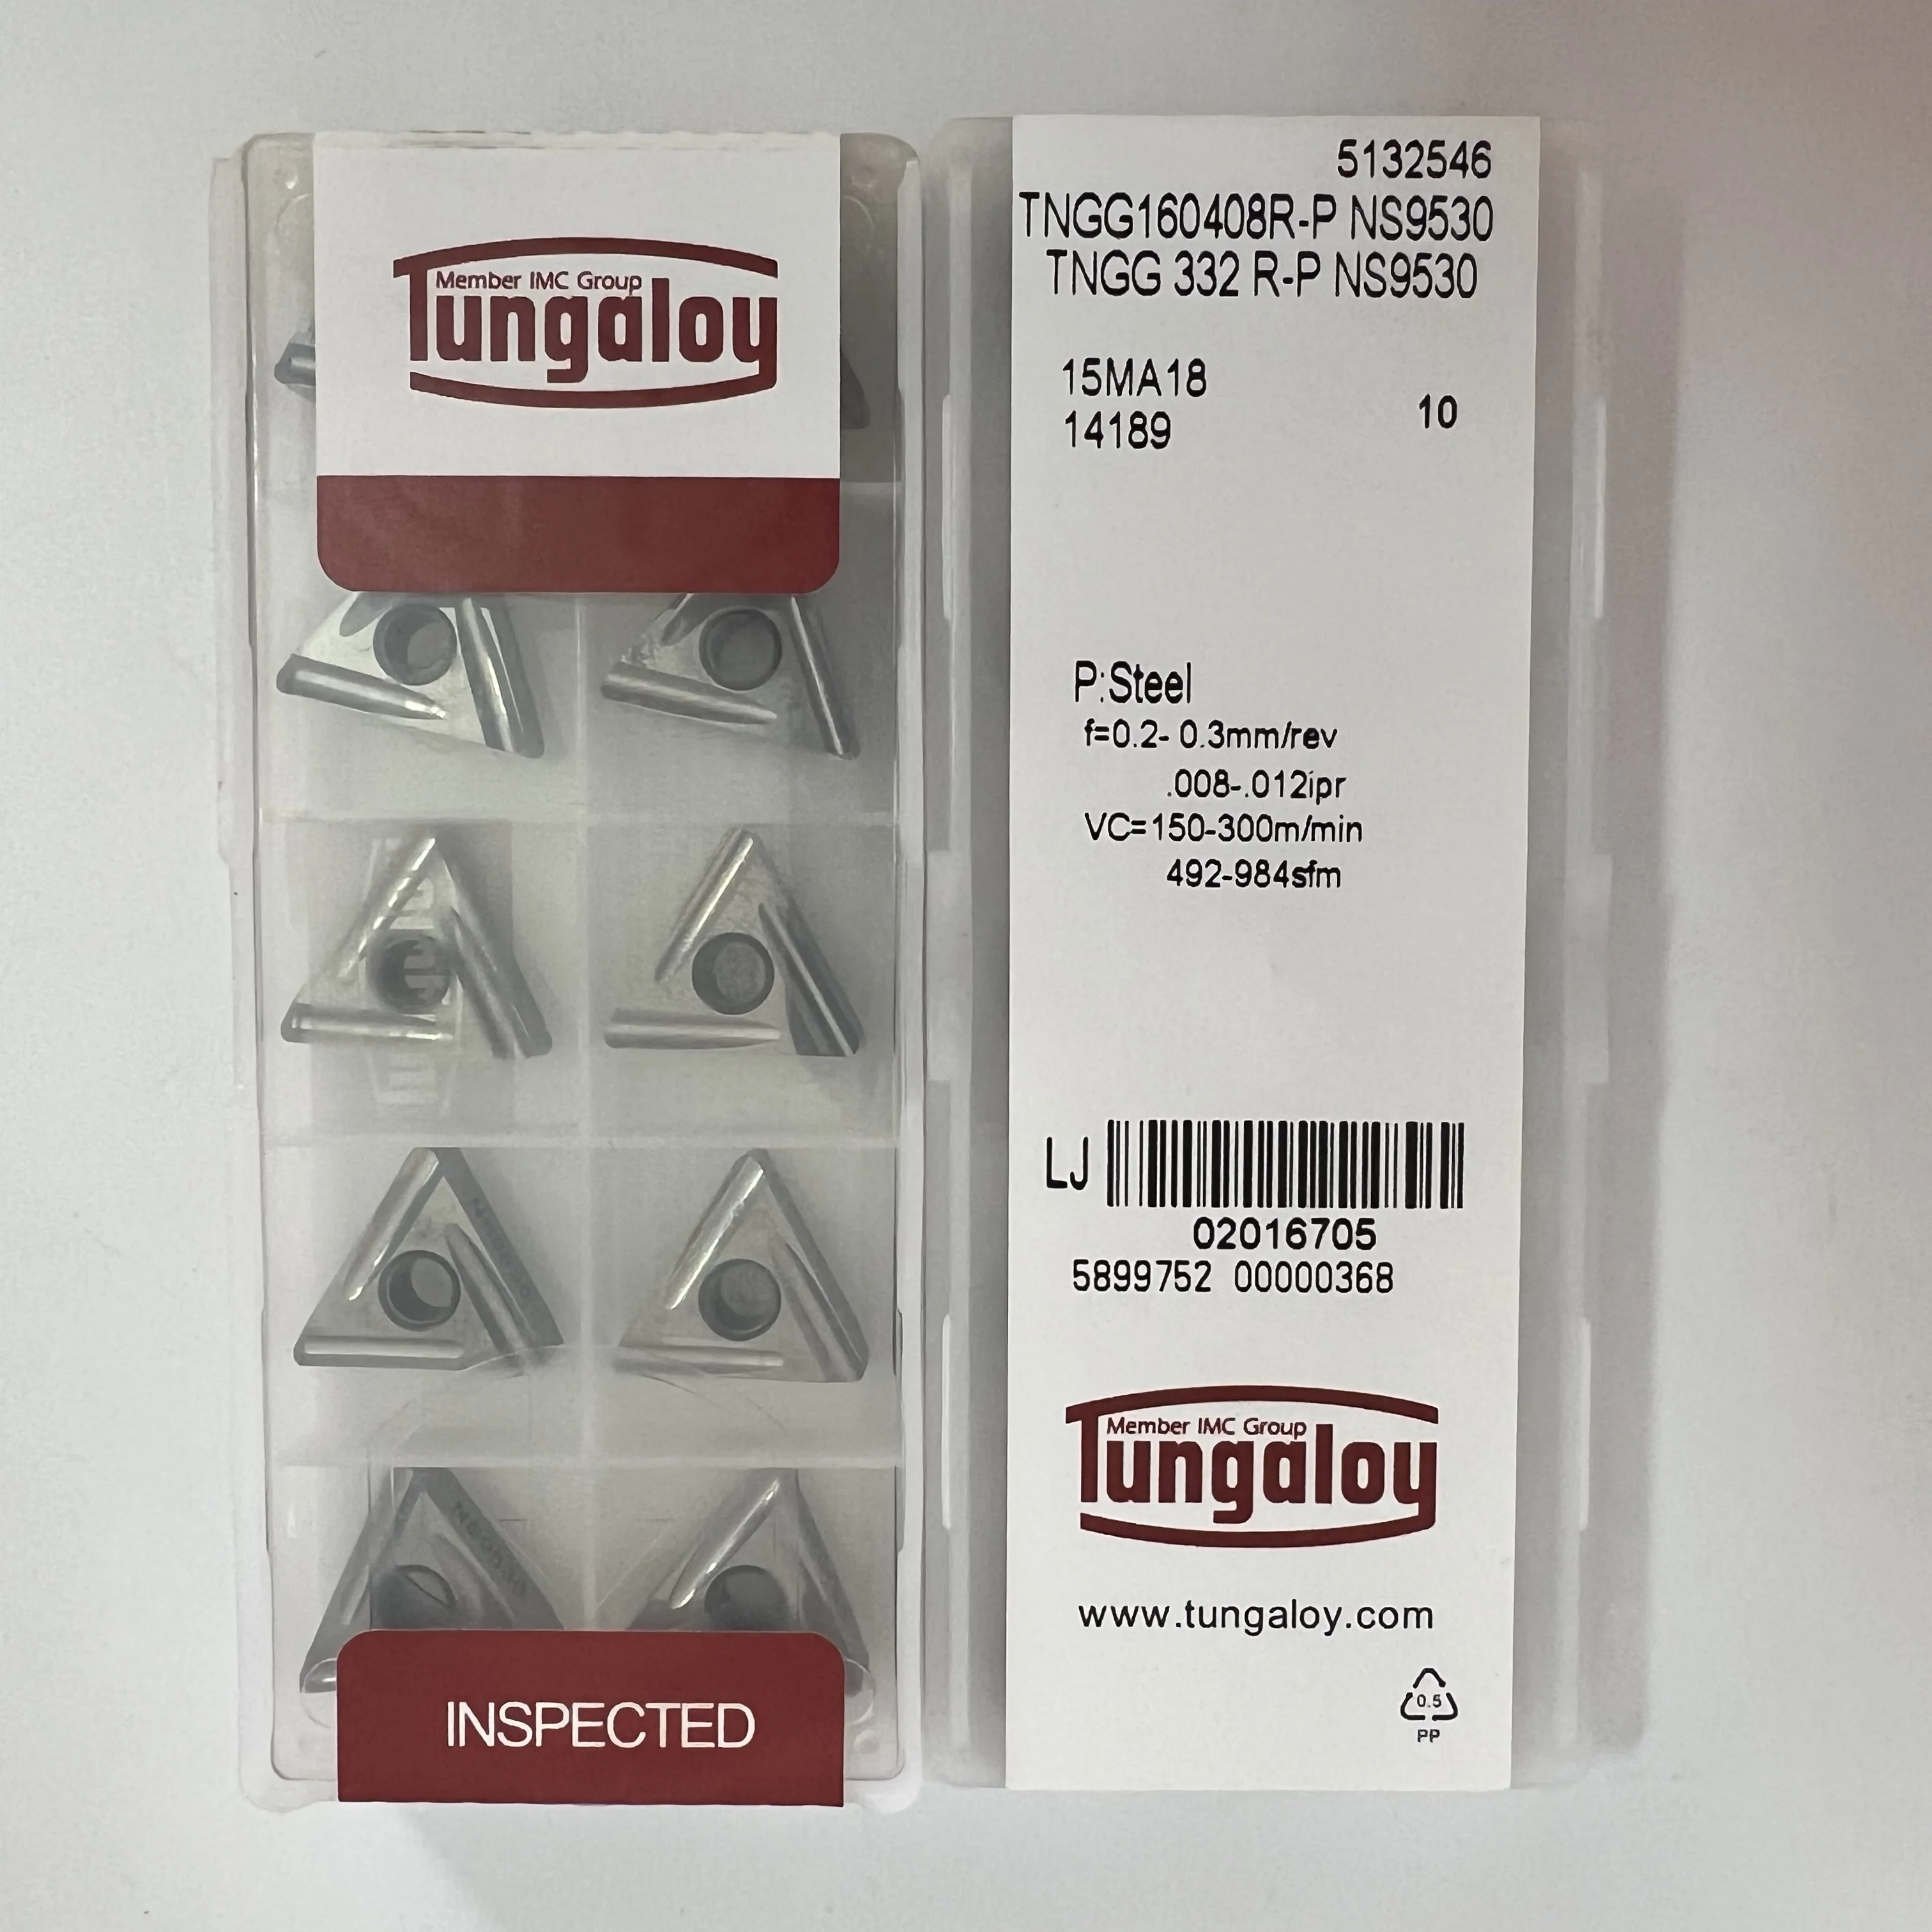 Member IMC Group
Tungaloy
INSPECTED
5132546
TNGG160408R-P NS9530
TNGG 332 R-P NS9530
15MA18
14189
10
P:Steel
f=0.2- 0.3mm/rev
.008-.012ipr
VC=150-300m/min
492-984sfm
LJ
02016705
5899752 00000368
Member IMC Group
Tungaloy
www.tungaloy.com
0.5
PP